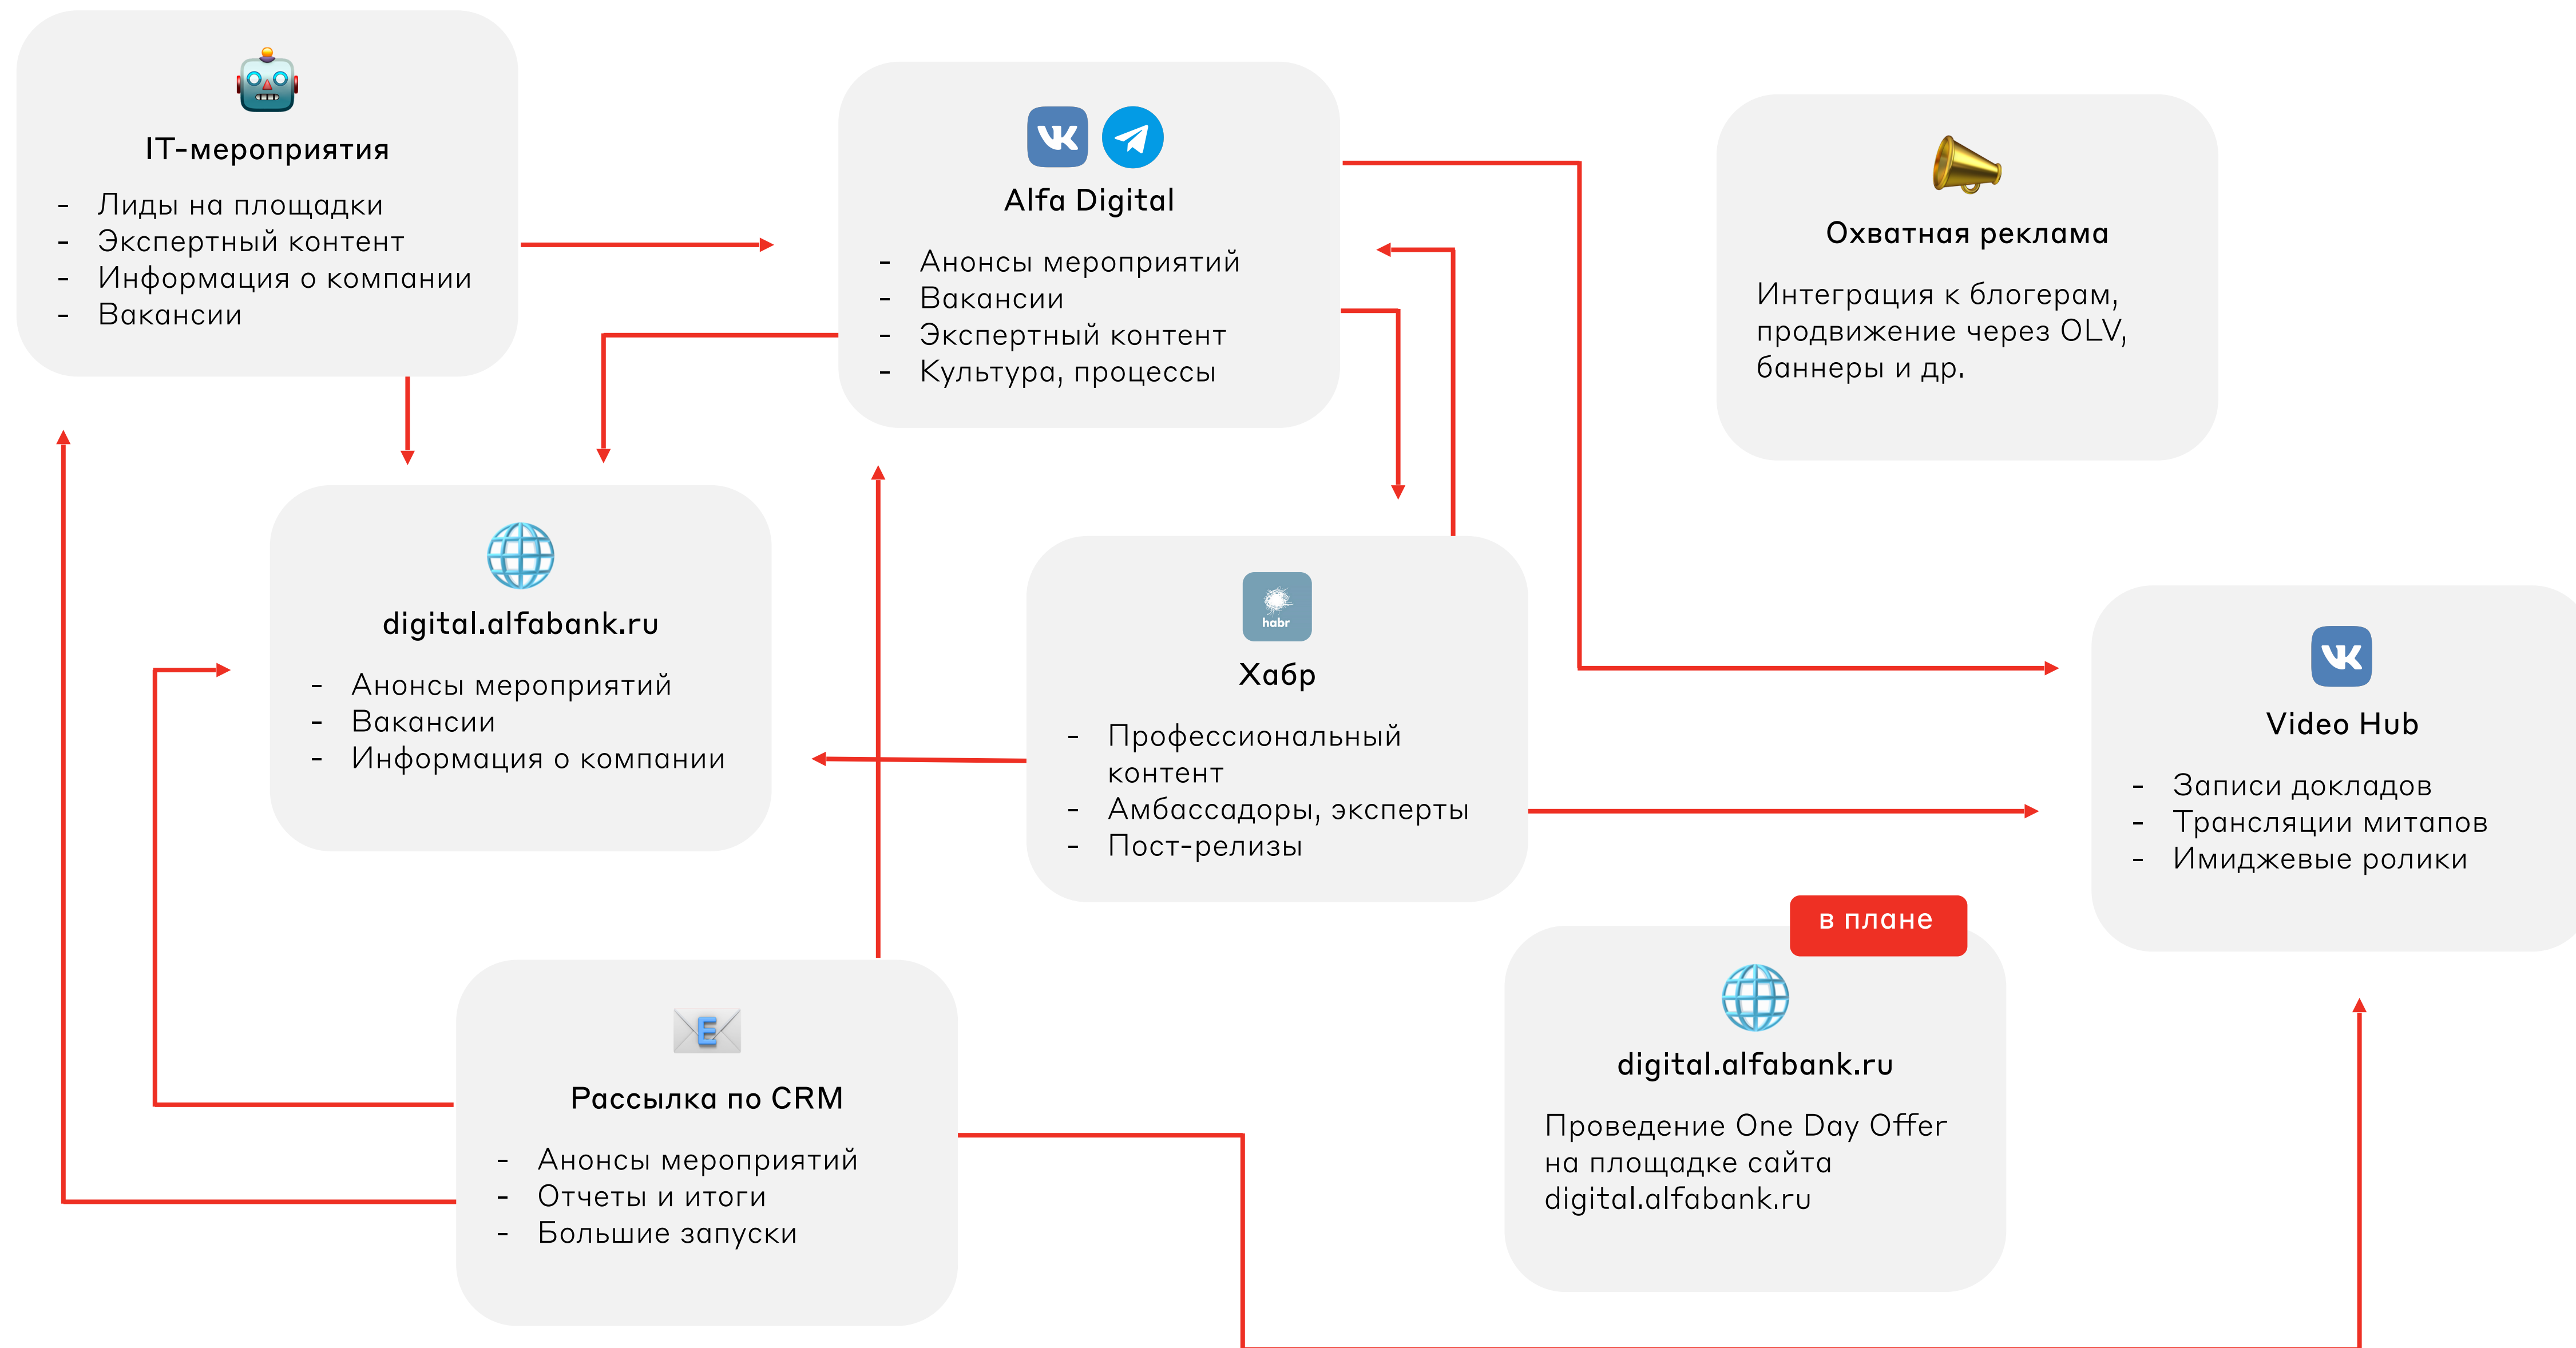 IT-мероприятия
- Лиды на площадки
- Экспертный контент
- Информация о компании
- Вакансии
Alfa Digital
- Анонсы мероприятий
- Вакансии
- Экспертный контент
- Культура, процессы
Охватная реклама
Интеграция к блогерам,
продвижение через OLV,
баннеры и др.
digital.alfabank.ru
- Анонсы мероприятий
- Вакансии
- Информация о компании
habr
Хабр
- Профессиональный
контент
- Амбассадоры, эксперты
- Пост-релизы
Video Hub
- Записи докладов
- Трансляции митапов
- Имиджевые ролики
E
Рассылка по CRM
- Анонсы мероприятий
- Отчеты и итоги
- Большие запуски
в плане
digital.alfabank.ru
Проведение One Day Offer
на площадке сайта
digital.alfabank.ru